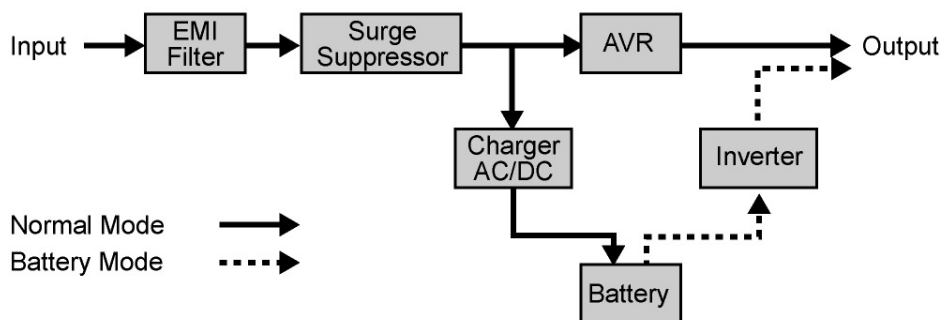 Input
EMI
Filter
Surge
Suppressor
AVR
Output
Charger
AC/DC
Inverter
Normal Mode
Battery Mode
Battery